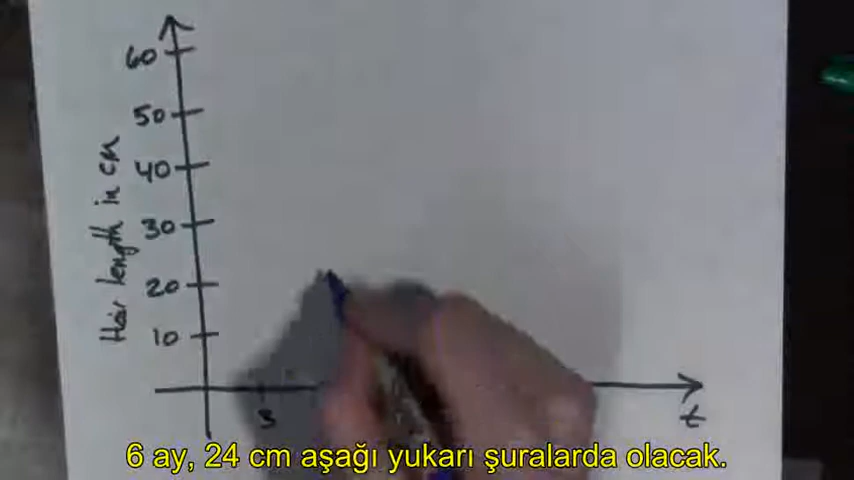 60
50
40
30
20
10
Hair length in cm
3
t
6 ay, 24 cm aşağı yukarı şuralarda olacak.